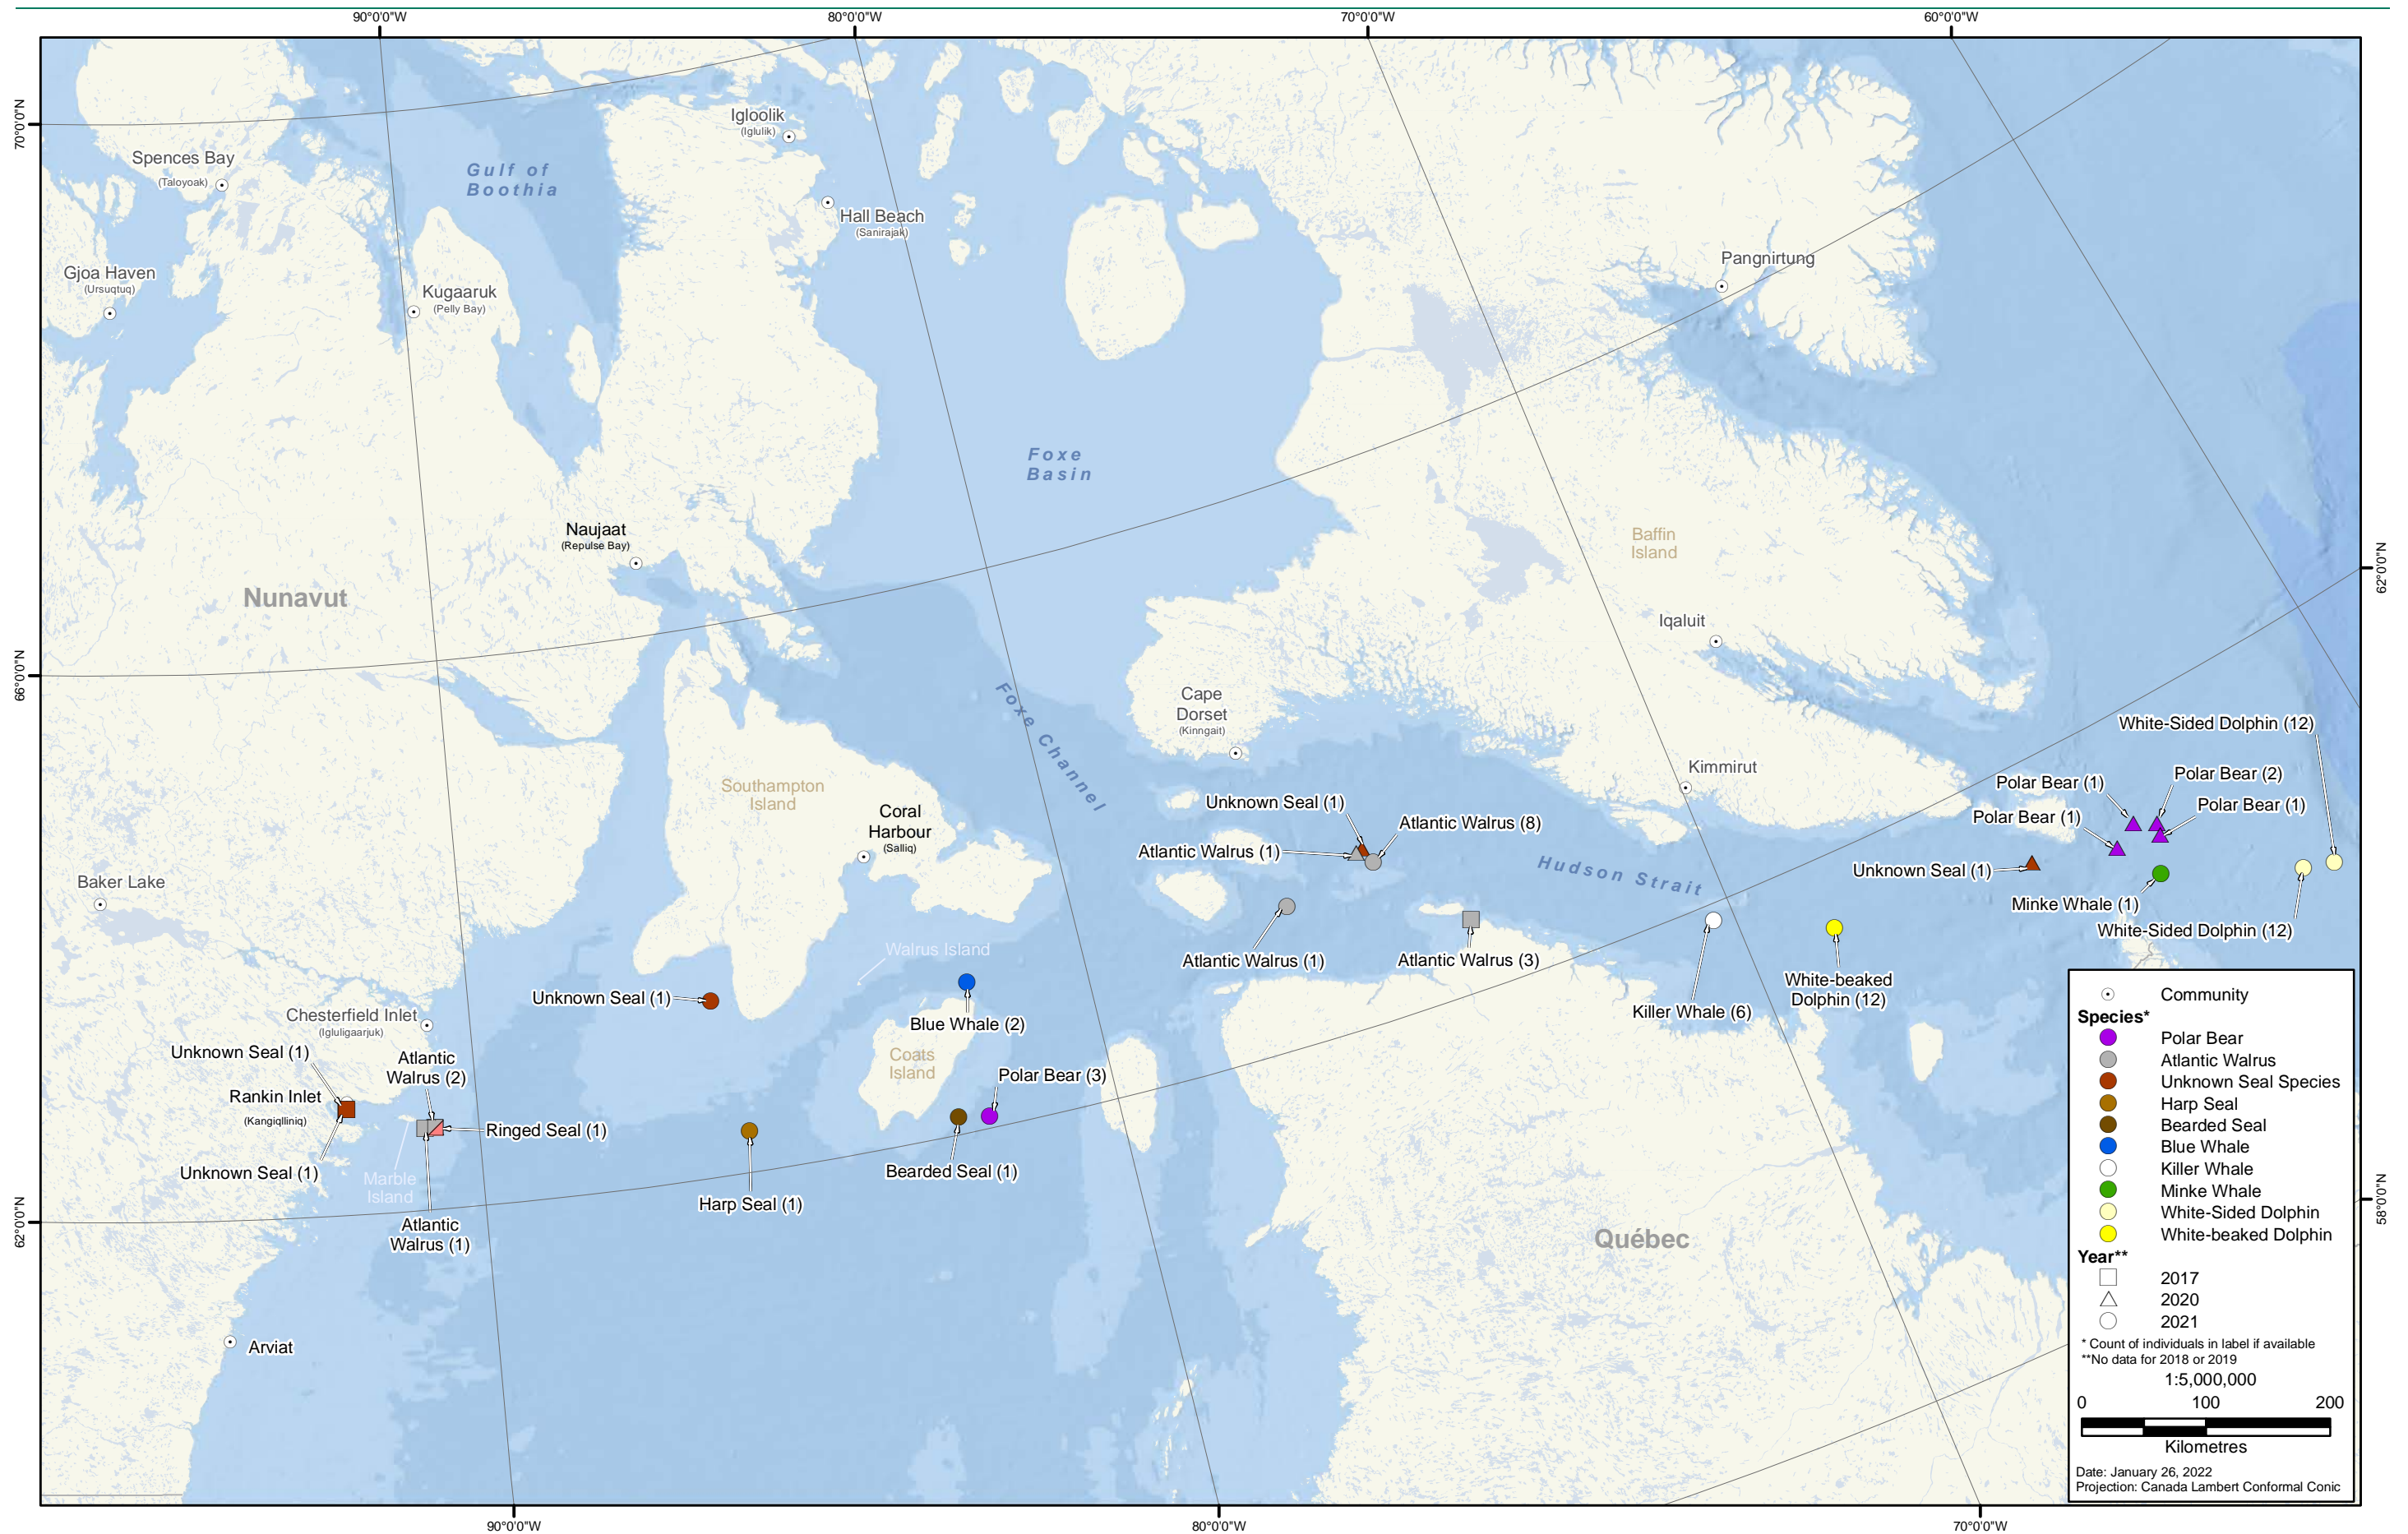 90°0'0"W
80°0'0"W
70°0'0"W
60°0'0"W
70°0'0"N
66°0'0"N
62°0'0"N
62°0'0"N
58°0'0"N
Igloolik
(Iglulik)
Spences Bay
(Taloyoak)
Gulf of
Boothia
Hall Beach
(Sanirajak)
Gjoa Haven
(Ursuqtuq)
Kugaaruk
(Pelly Bay)
Pangnirtung
Foxe
Basin
Naujaat
(Repulse Bay)
Baffin
Island
Nunavut
Iqaluit
Foxe Channel
Cape
Dorset
(Kinngait)
White-Sided Dolphin (12)
Southampton
Island
Kimmirut
Polar Bear (1)
Polar Bear (2)
Polar Bear (1)
Polar Bear (1)
Unknown Seal (1)
Coral
Harbour
(Salliq)
Atlantic Walrus (8)
Atlantic Walrus (1)
Hudson Strait
Unknown Seal (1)
Baker Lake
Minke Whale (1)
White-Sided Dolphin (12)
Walrus Island
Atlantic Walrus (1)
Atlantic Walrus (3)
Unknown Seal (1)
White-beaked
Dolphin (12)
Killer Whale (6)
Chesterfield Inlet
(Igluligaarjuk)
Blue Whale (2)
Unknown Seal (1)
Atlantic
Walrus (2)
Coats
Island
Polar Bear (3)
Rankin Inlet
(Kangiqlliniq)
Ringed Seal (1)
Unknown Seal (1)
Marble
Island
Bearded Seal (1)
Harp Seal (1)
Atlantic
Walrus (1)
Québec
Arviat
Community
Species*
Polar Bear
Atlantic Walrus
Unknown Seal Species
Harp Seal
Bearded Seal
Blue Whale
Killer Whale
Minke Whale
White-Sided Dolphin
White-beaked Dolphin
Year**
2017
2020
2021
* Count of individuals in label if available
**No data for 2018 or 2019
1:5,000,000
0 100 200
Kilometres
Date: January 26, 2022
Projection: Canada Lambert Conformal Conic
90°0'0"W
80°0'0"W
70°0'0"W